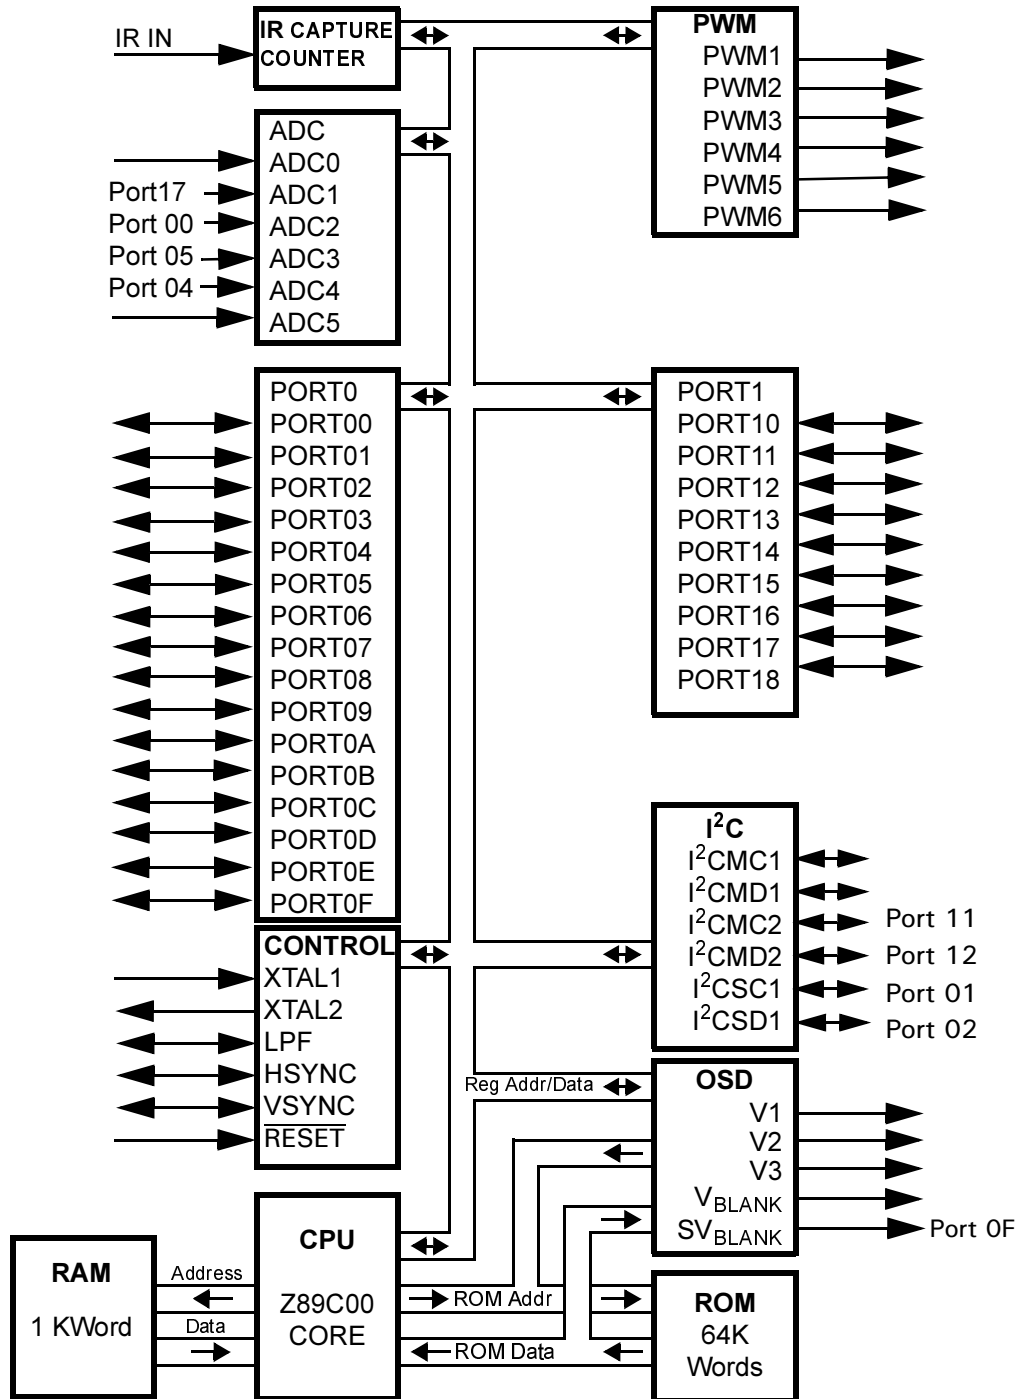 IR IN
IR CAPTURE
COUNTER
ADC
ADC0
Port17
ADC1
Port 00
ADC2
Port 05
ADC3
Port 04
ADC4
ADC5
PORT0
PORT00
PORT01
PORT02
PORT03
PORT04
PORT05
PORT06
PORT07
PORT08
PORT09
PORT0A
PORT0B
PORT0C
PORT0D
PORT0E
PORT0F
CONTROL
XTAL1
XTAL2
LPF
HSYNC
VSYNC
RESET
PWM
PWM1
PWM2
PWM3
PWM4
PWM5
PWM6
PORT1
PORT10
PORT11
PORT12
PORT13
PORT14
PORT15
PORT16
PORT17
PORT18
I²C
I²CMC1
I²CMD1
I²CMC2 Port 11
I²CMD2 Port 12
I²CSC1 Port 01
I²CSD1 Port 02
Reg Addr/Data
OSD
V1
V2
V3
VBLANK
SVBLANK Port 0F
CPU
Z89C00
CORE
RAM
1 KWord
Address
Data
ROM Addr
ROM Data
ROM
64K
Words